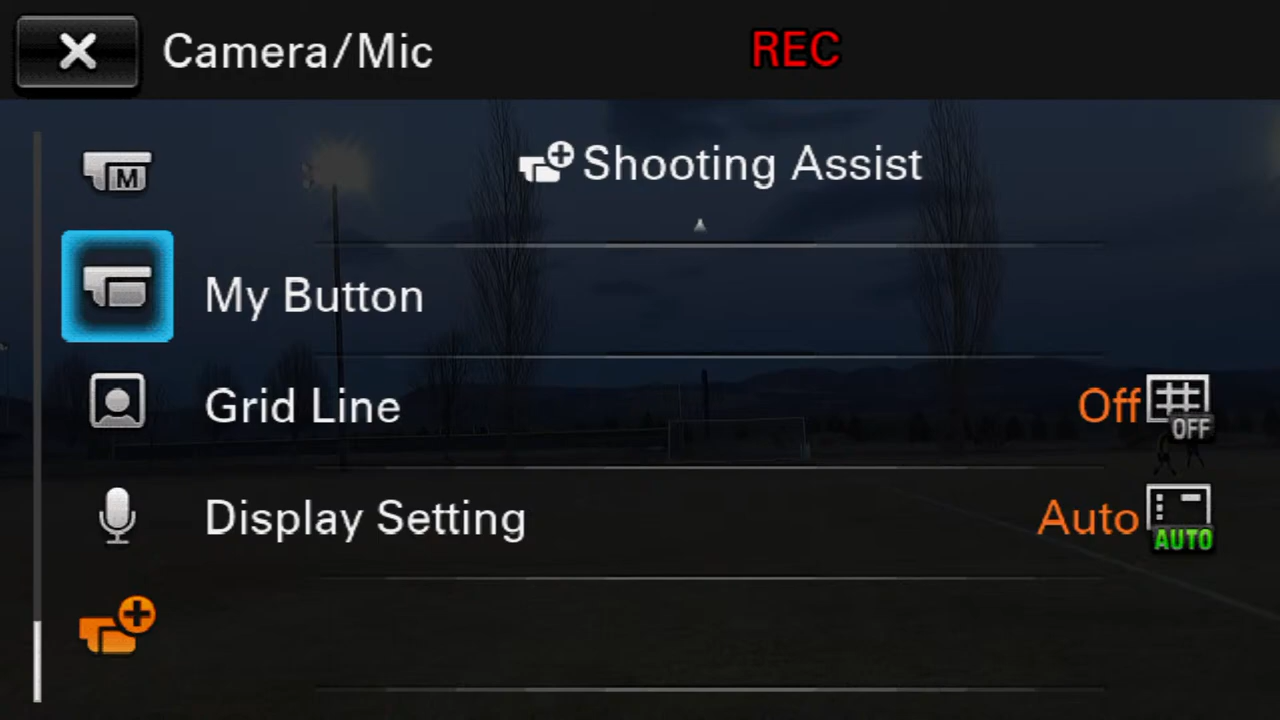 Camera/Mic
REC
M
Shooting Assist
My Button
Grid Line
Off
OFF
Display Setting
Auto
AUTO